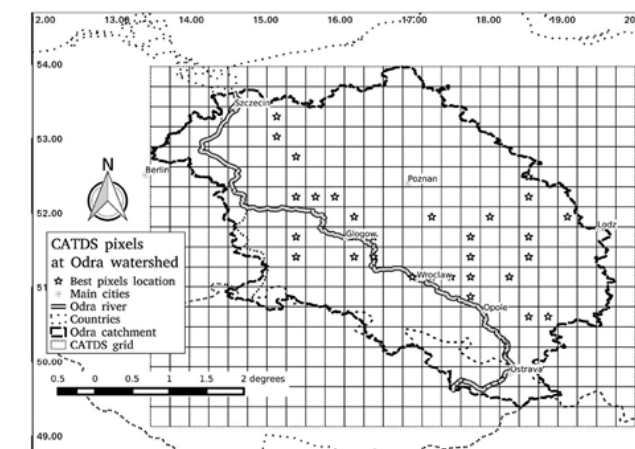 12.00 13.00 14.00 15.00 16.00 17.00 18.00 19.00 20
54.00
Szczecin
53.00
Berlin
Poznan
N
52.00
Lodz
Glogow
CATDS pixels
at Odra watershed
Wroclaw
Best pixels location
Main cities
51.00
Odra river
Opole
Countries
Odra catchment
CATDS grid
50.00
Ostrava
0.5 0 0.5 1 1.5 2 degrees
49.00